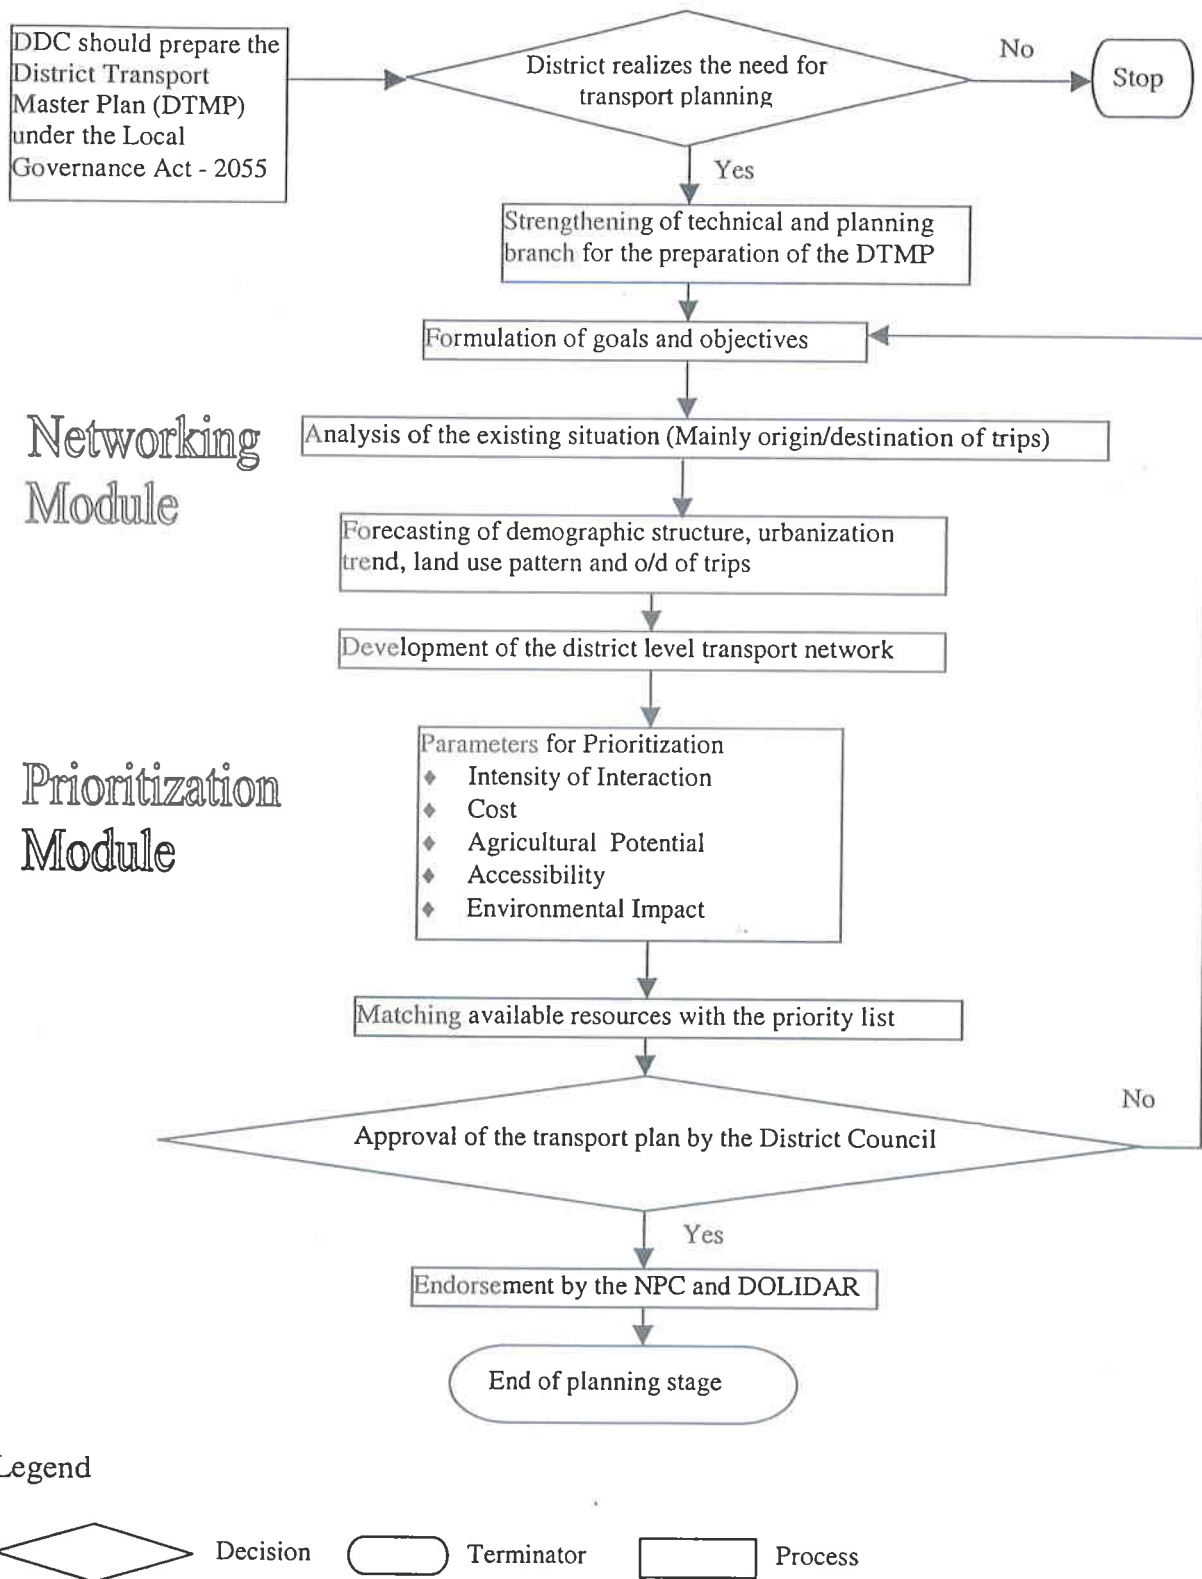 DDC should prepare the
District Transport
Master Plan (DTMP)
under the Local
Governance Act - 2055
District realizes the need for
transport planning
No
Stop
Yes
Strengthening of technical and planning
branch for the preparation of the DTMP
Formulation of goals and objectives
Networking
Module
Analysis of the existing situation (Mainly origin/destination of trips)
Forecasting of demographic structure, urbanization
trend, land use pattern and o/d of trips
Development of the district level transport network
Prioritization
Module
Parameters for Prioritization
♦ Intensity of Interaction
♦ Cost
♦ Agricultural Potential
♦ Accessibility
♦ Environmental Impact
Matching available resources with the priority list
Approval of the transport plan by the District Council
No
Yes
Endorsement by the NPC and DOLIDAR
End of planning stage
Legend
Decision
Terminator
Process